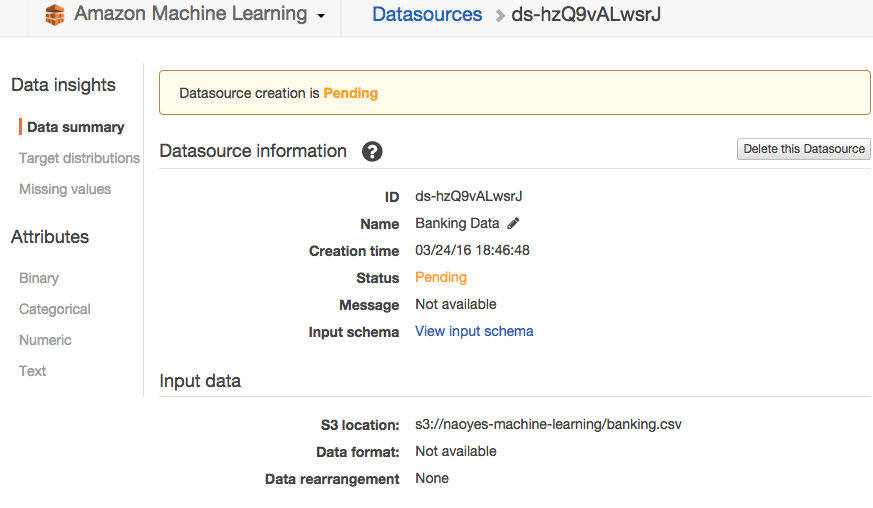 Amazon Machine Learning
Datasources > ds-hzQ9vALwsrJ
Data insights
Data summary
Target distributions
Missing values
Attributes
Binary
Categorical
Numeric
Text
Datasource creation is Pending
Datasource information ?
Delete this Datasource
ID ds-hzQ9vALwsrJ
Name Banking Data
Creation time 03/24/16 18:46:48
Status Pending
Message Not available
Input schema View input schema
Input data
S3 location: s3://naoyes-machine-learning/banking.csv
Data format: Not available
Data rearrangement None